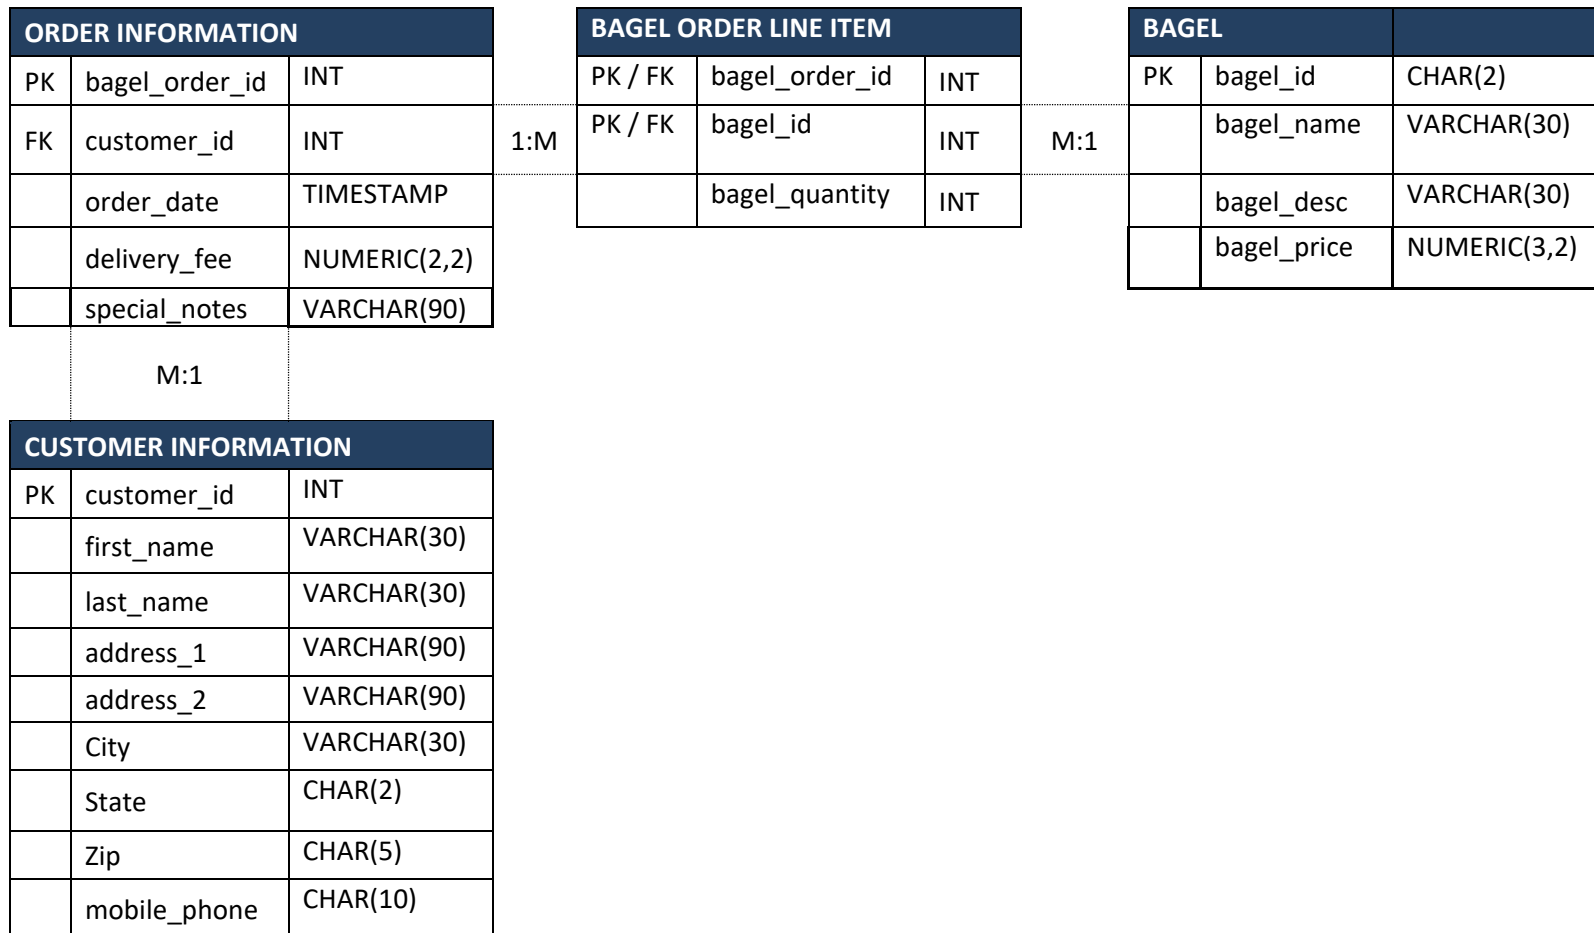 ORDER INFORMATION
PK bagel_order_id INT
FK customer_id INT
order_date TIMESTAMP
delivery_fee NUMERIC(2,2)
special_notes VARCHAR(90)
1:M
BAGEL ORDER LINE ITEM
PK / FK bagel_order_id INT
PK / FK bagel_id INT
bagel_quantity INT
M:1
BAGEL
PK bagel_id CHAR(2)
bagel_name VARCHAR(30)
bagel_desc VARCHAR(30)
bagel_price NUMERIC(3,2)
M:1
CUSTOMER INFORMATION
PK customer_id INT
first_name VARCHAR(30)
last_name VARCHAR(30)
address_1 VARCHAR(90)
address_2 VARCHAR(90)
City VARCHAR(30)
State CHAR(2)
Zip CHAR(5)
mobile_phone CHAR(10)